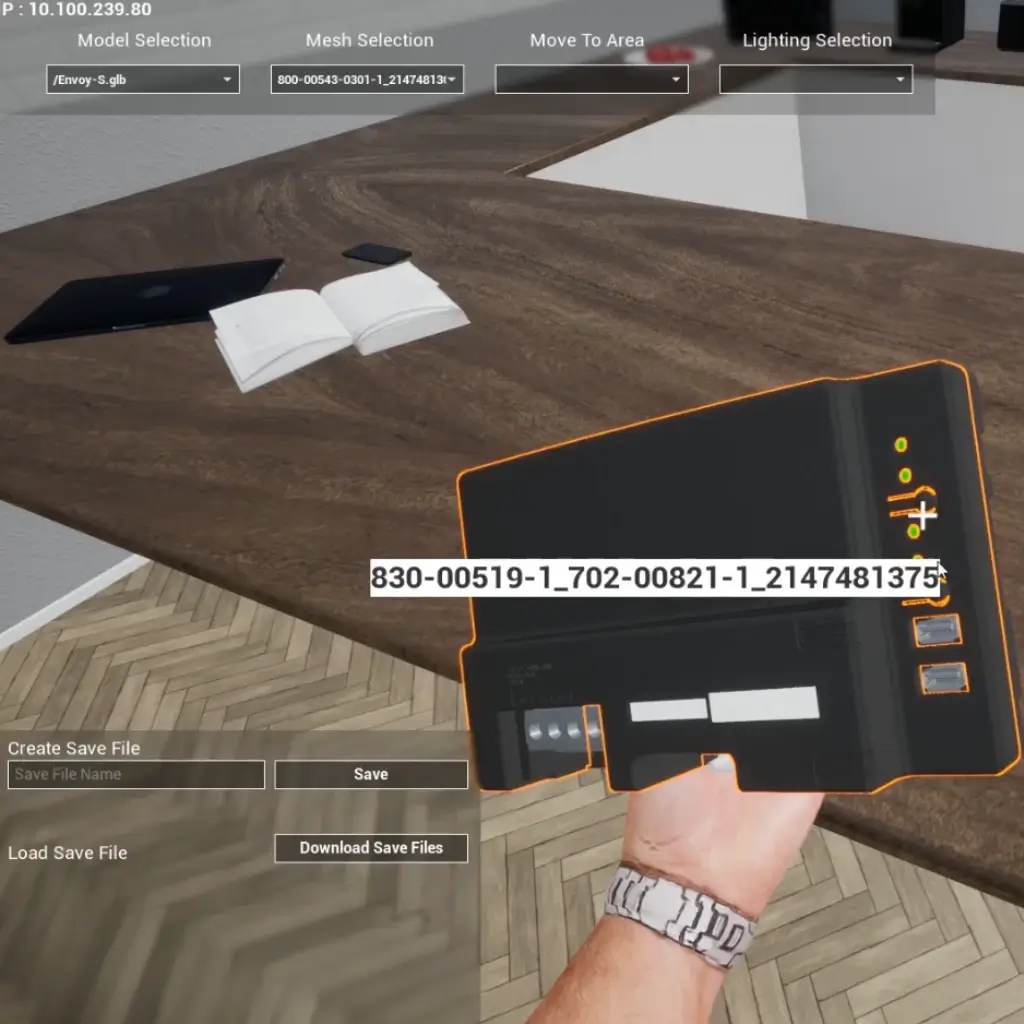 P : 10.100.239.80
Model Selection
Mesh Selection
Move To Area
Lighting Selection
/Envoy-S.glb
800-00543-0301-1_21474813
830-00519-1_702-00821-1_2147481375
Create Save File
Save File Name
Save
Load Save File
Download Save Files